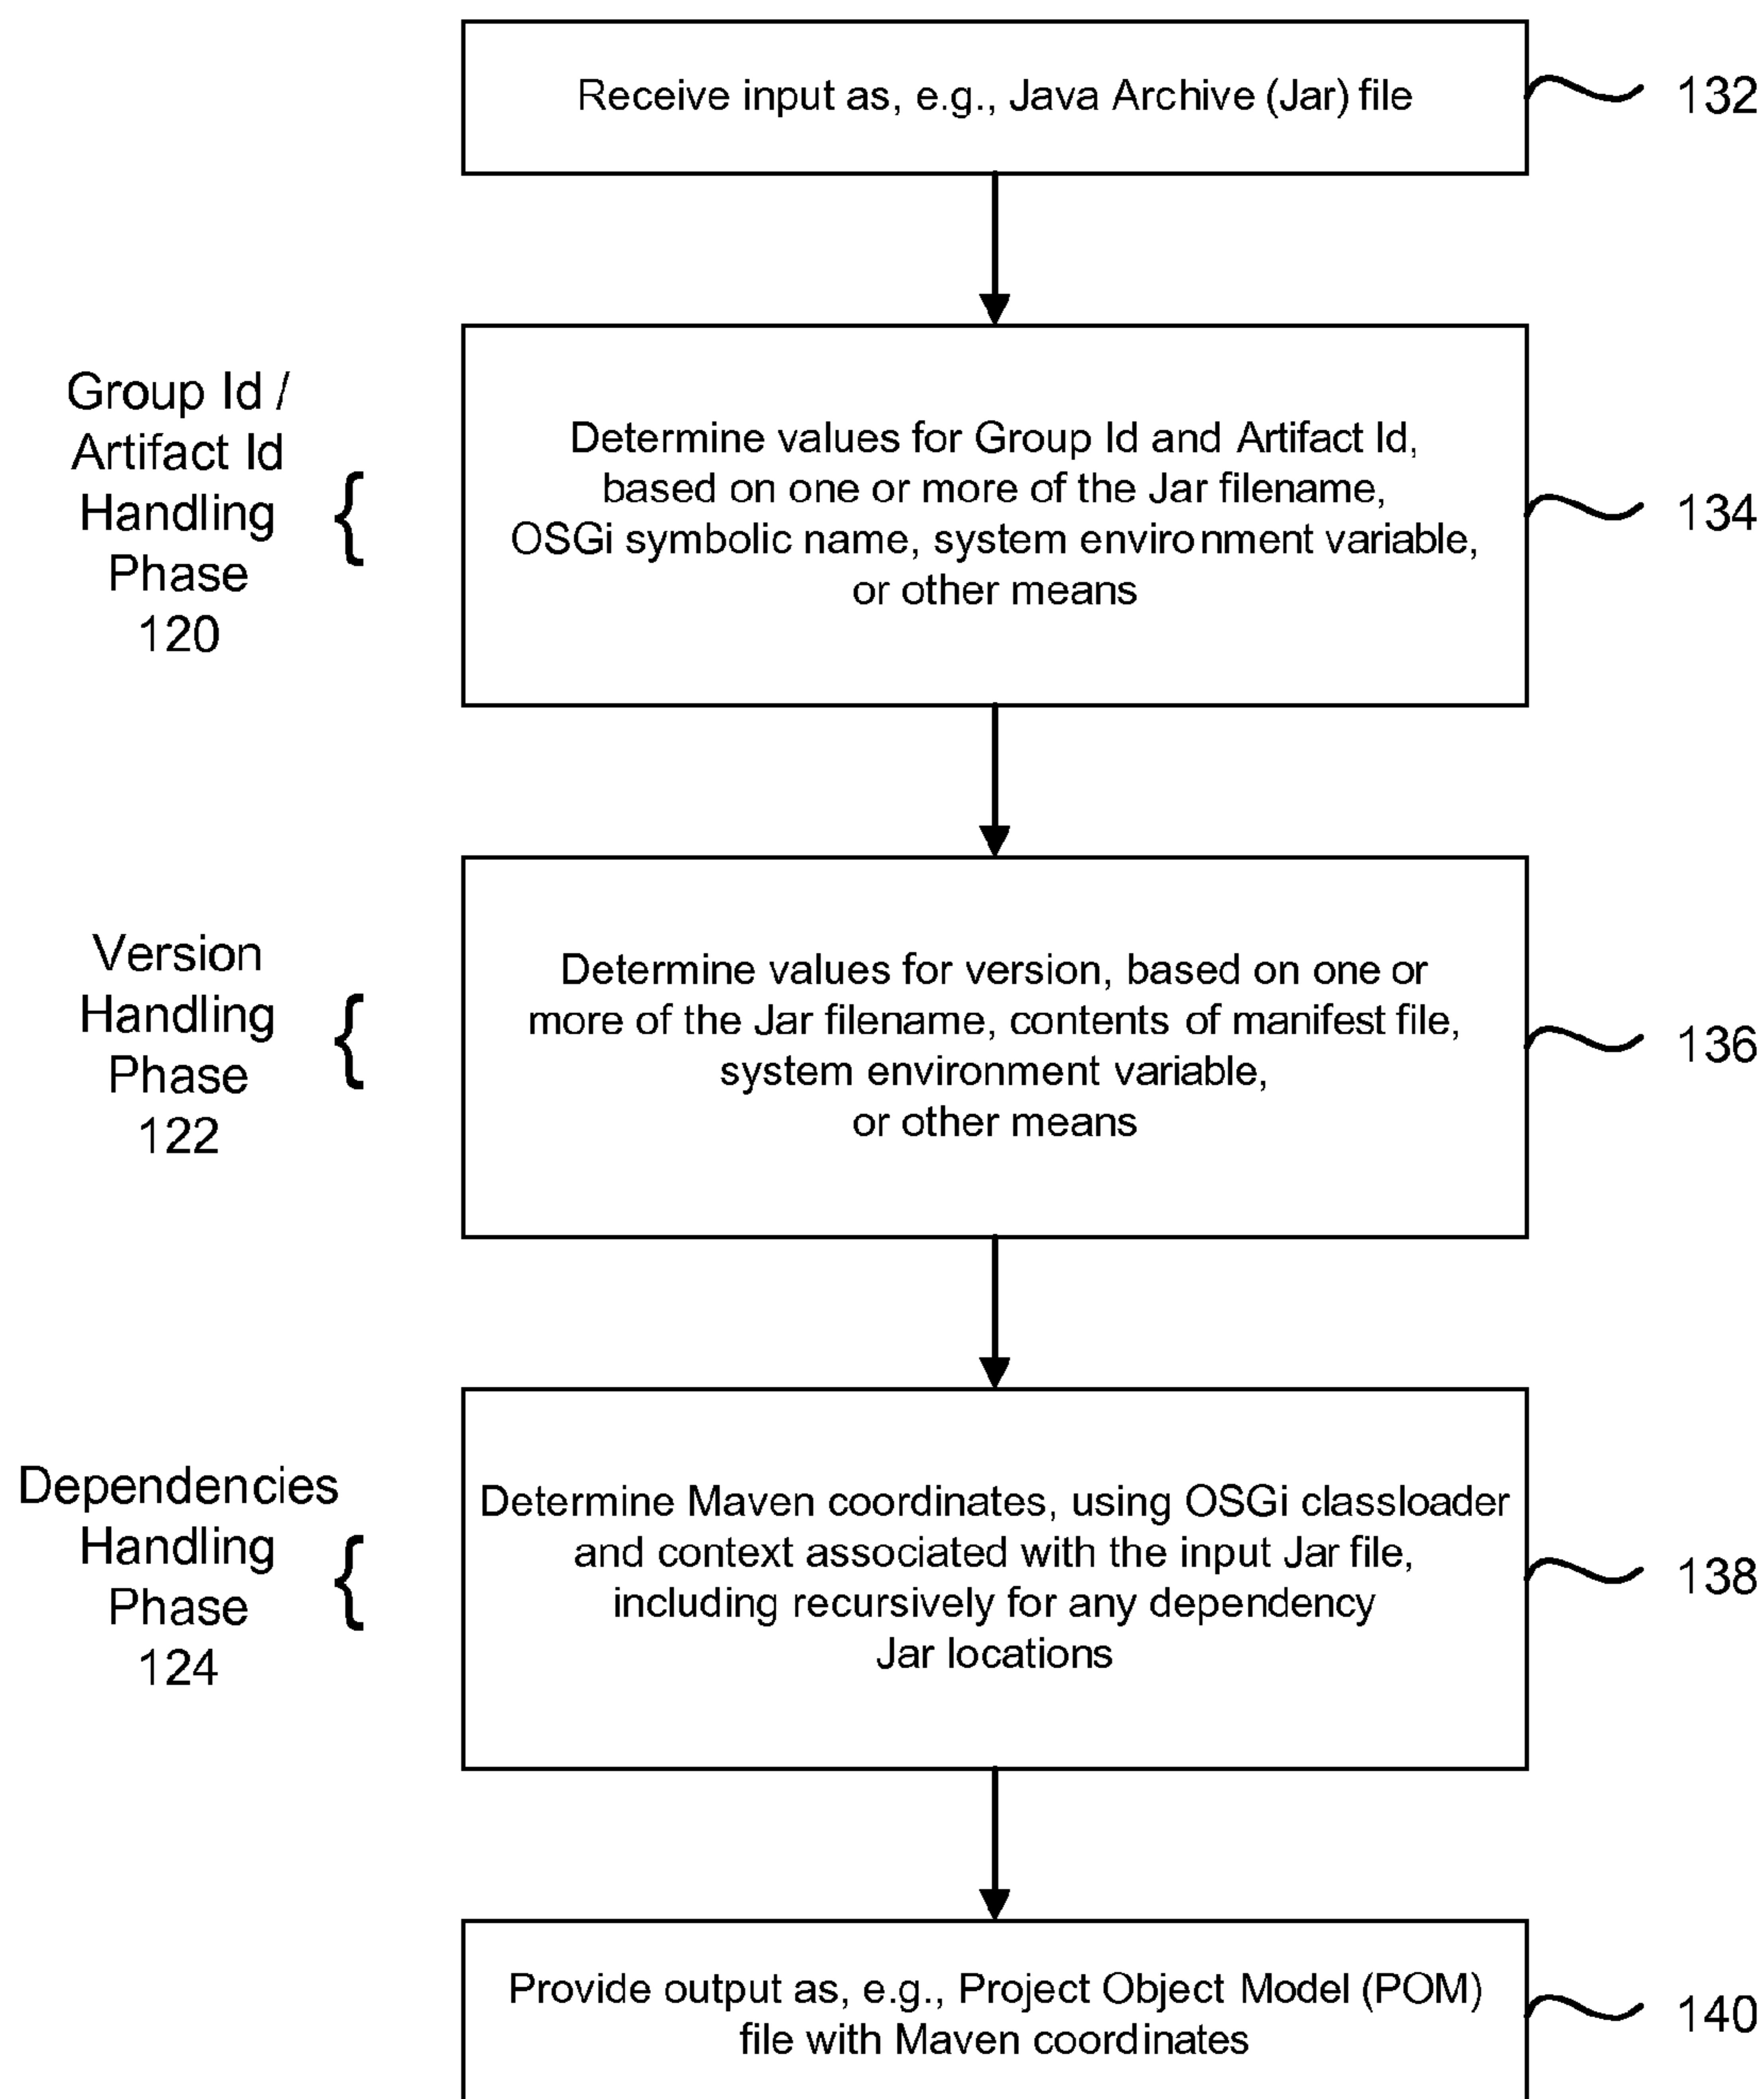 Receive input as, e.g., Java Archive (Jar) file
132
Group Id /
Artifact Id
Handling
Phase
120
{
Determine values for Group Id and Artifact Id,
based on one or more of the Jar filename,
OSGi symbolic name, system environment variable,
or other means
134
Version
Handling
Phase
122
{
Determine values for version, based on one or
more of the Jar filename, contents of manifest file,
system environment variable,
or other means
136
Dependencies
Handling
Phase
124
{
Determine Maven coordinates, using OSGi classloader
and context associated with the input Jar file,
including recursively for any dependency
Jar locations
138
Provide output as, e.g., Project Object Model (POM)
file with Maven coordinates
140